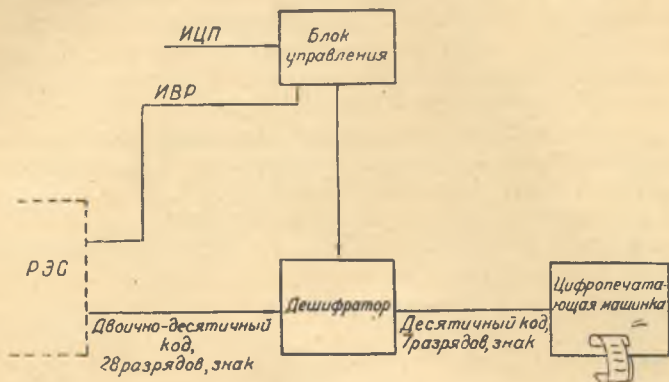 ИЦП
Блок
управления
ИВР
РЭС
Дешифратор
Цифропечата-
ющая машинка
Двоично-десятичный
код,
28 разрядов, знак
Десятичный код,
7 разрядов, знак